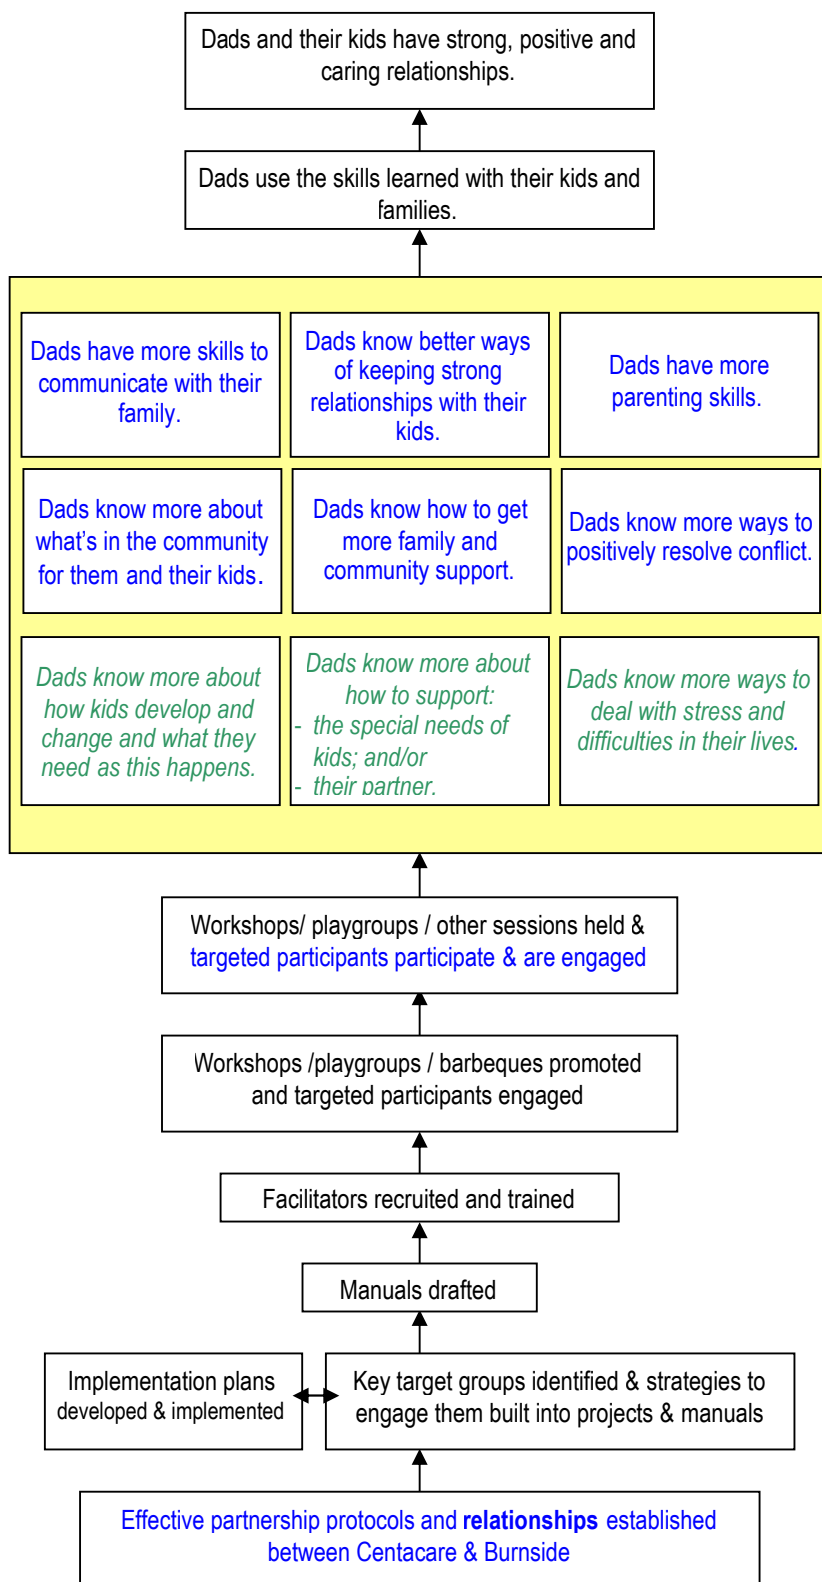 Dads and their kids have strong, positive and
caring relationships.
Dads use the skills learned with their kids and
families.
Dads have more skills to
communicate with their
family.
Dads know better ways
of keeping strong
relationships with their
kids.
Dads have more
parenting skills.
Dads know more about
what's in the community
for them and their kids.
Dads know how to get
more family and
community support.
Dads know more ways to
positively resolve conflict.
Dads know more about
how kids develop and
change and what they
need as this happens.
Dads know more about
how to support:
- the special needs of
kids; and/or
- their partner.
Dads know more ways to
deal with stress and
difficulties in their lives.
Workshops/ playgroups / other sessions held &
targeted participants participate & are engaged
Workshops /playgroups / barbeques promoted
and targeted participants engaged
Facilitators recruited and trained
Manuals drafted
Implementation plans
developed & implemented
Key target groups identified & strategies to
engage them built into projects & manuals
Effective partnership protocols and relationships established
between Centacare & Burnside